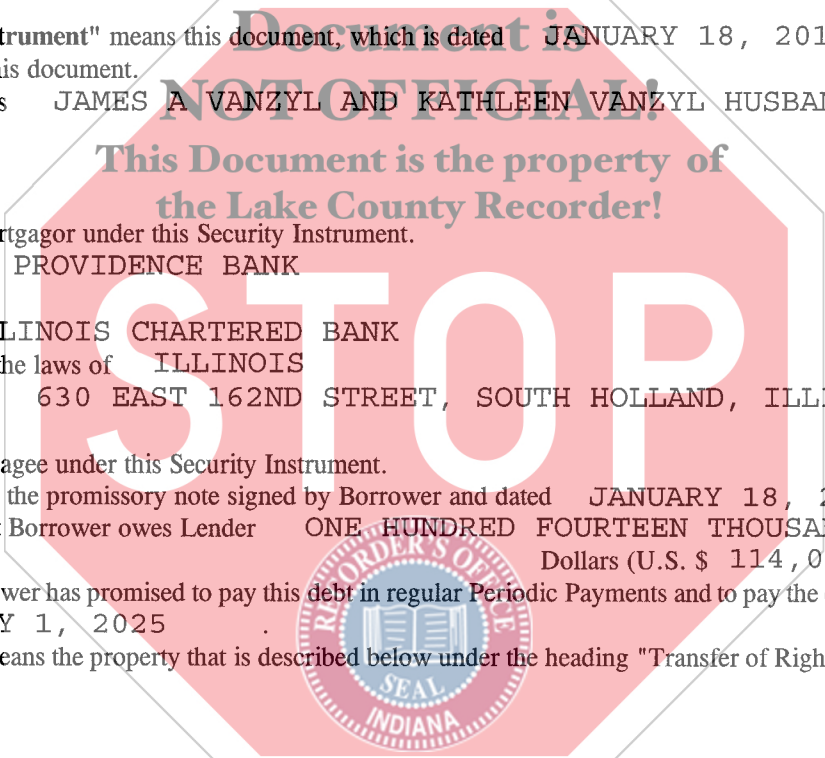 Document is
trument" means this document, which is dated JANUARY 18, 201
is document.
NOT OFFICIAL!
s JAMES A VANZYL AND KATHLEEN VANZYL HUSBAN
This Document is the property of
the Lake County Recorder!
rtgagor under this Security Instrument.
PROVIDENCE BANK
STOP
LINOIS CHARTERED BANK
he laws of ILLINOIS
630 EAST 162ND STREET, SOUTH HOLLAND, ILLI
agee under this Security Instrument.
the promissory note signed by Borrower and dated JANUARY 18, 2
t Borrower owes Lender ONE HUNDRED FOURTEEN THOUSAN
Dollars (U.S. $ 114,0
wer has promised to pay this debt in regular Periodic Payments and to pay the
Y 1, 2025 .
eans the property that is described below under the heading "Transfer of Righ
RECORDER'S OFFICE
SEAL
INDIANA